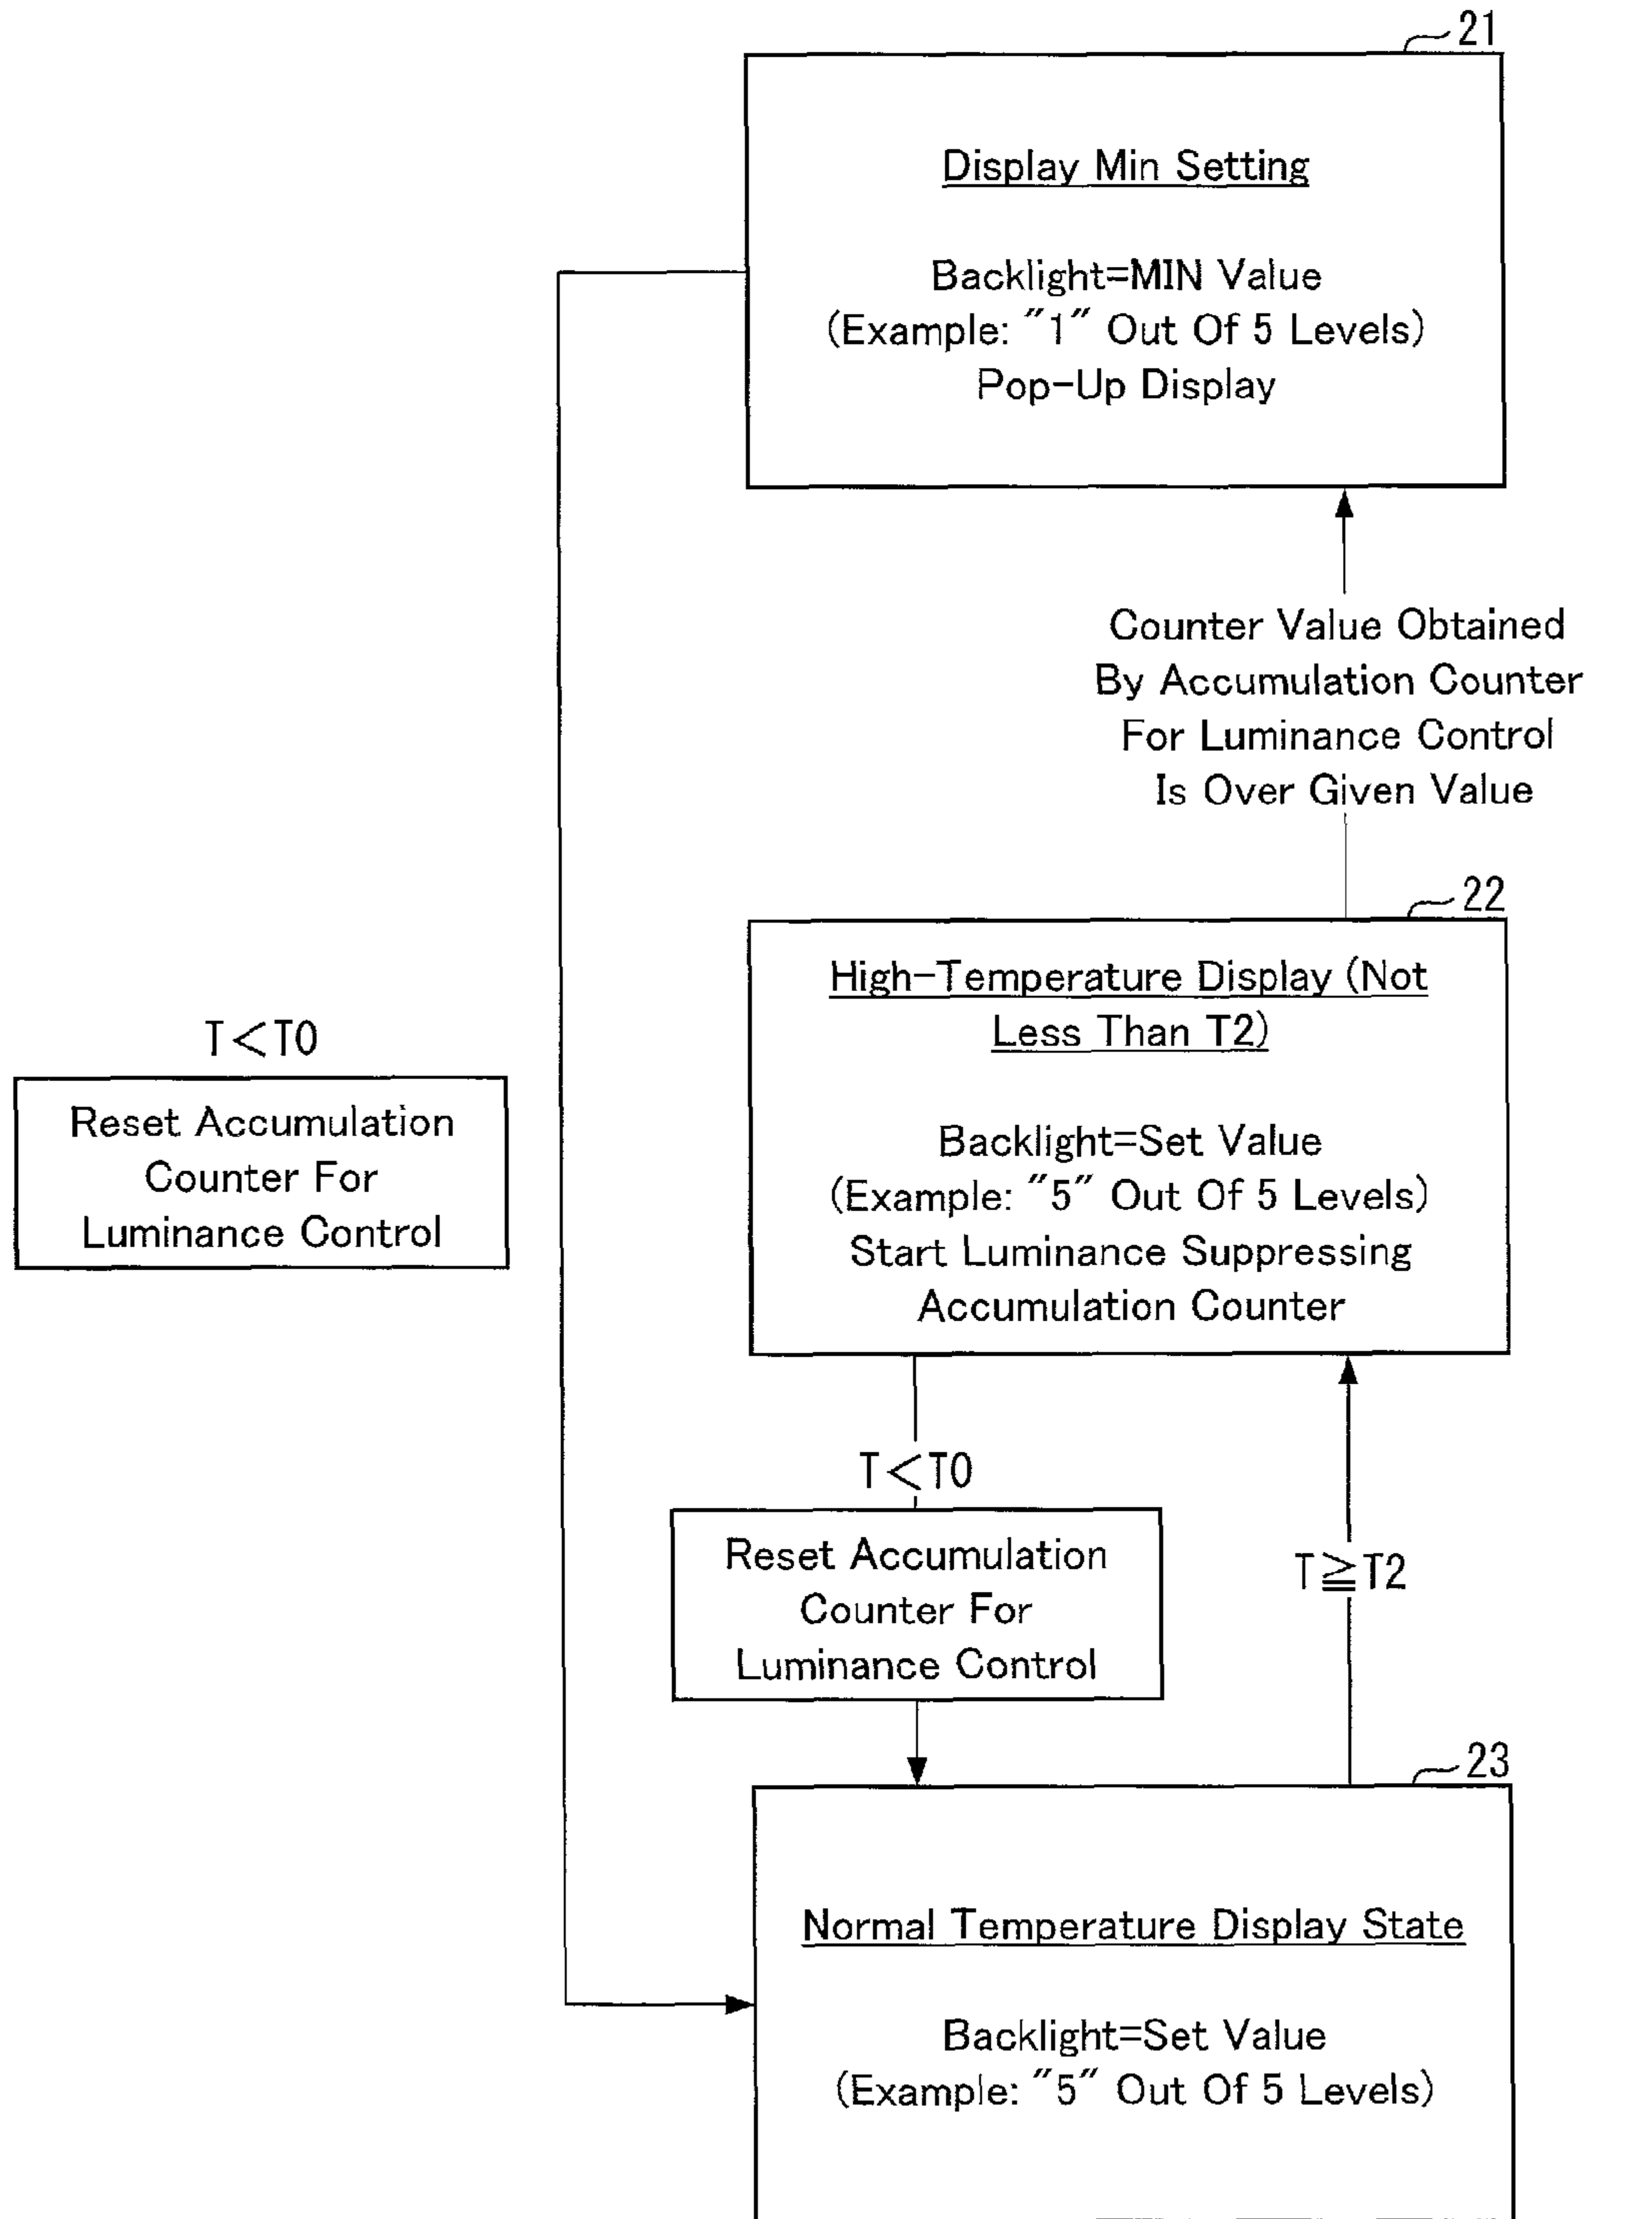 21
Display Min Setting
Backlight=MIN Value
(Example: "1" Out Of 5 Levels)
Pop-Up Display
Counter Value Obtained
By Accumulation Counter
For Luminance Control
Is Over Given Value
22
High-Temperature Display (Not
Less Than T2)
Backlight=Set Value
(Example: "5" Out Of 5 Levels)
Start Luminance Suppressing
Accumulation Counter
T<T0
Reset Accumulation
Counter For
Luminance Control
T<T0
Reset Accumulation
Counter For
Luminance Control
T≧T2
23
Normal Temperature Display State
Backlight=Set Value
(Example: "5" Out Of 5 Levels)